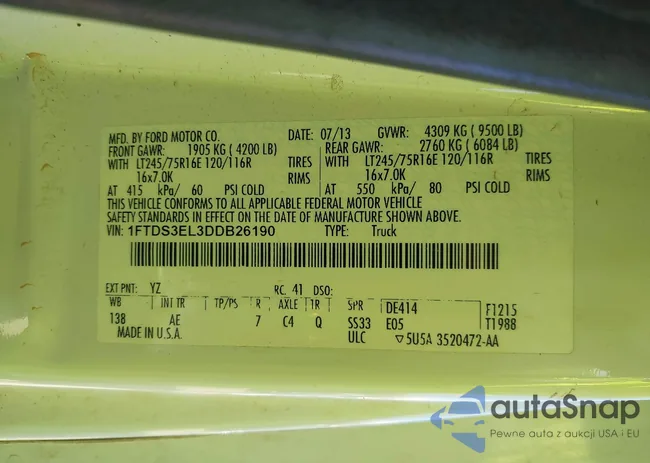 MFD. BY FORD MOTOR CO. DATE: 07/13 GVWR: 4309 KG ( 9500 LB)
FRONT GAWR: 1905 KG ( 4200 LB) REAR GAWR: 2760 KG ( 6084 LB)
WITH LT245/75R16E 120/116R TIRES WITH LT245/75R16E 120/116R TIRES
16x7.0K RIMS 16x7.0K RIMS
AT 415 kPa/ 60 PSI COLD AT 550 kPa/ 80 PSI COLD
THIS VEHICLE CONFORMS TO ALL APPLICABLE FEDERAL MOTOR VEHICLE
SAFETY STANDARDS IN EFFECT ON THE DATE OF MANUFACTURE SHOWN ABOVE.
VIN: 1FTDS3EL3DDB26190 TYPE: Truck
EXT PNT: YZ RC: 41 DSO:
WB INT TR TP/PS R AXLE TR SPR DE414 F1215
138 AE 7 C4 Q SS33 E05 T1988
MADE IN U.S.A. ULC ▽5U5A 3520472-AA
autoSnap
Pewne auta z aukcji USA i EU